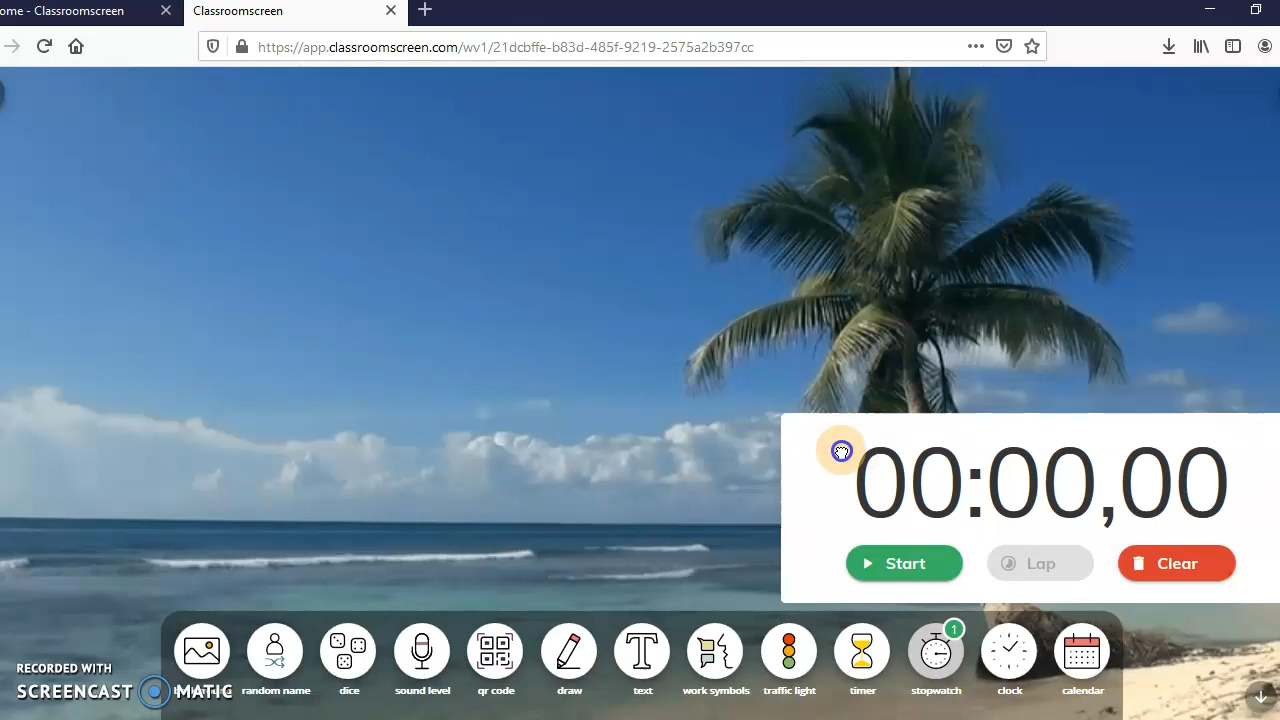 ome - Classroomscreen
Classroomscreen
https://app.classroomscreen.com/wv1/21dcbffe-b83d-485f-9219-2575a2b397cc
00:00,00
Start
Lap
Clear
1
random name
dice
sound level
qr code
draw
text
work symbols
traffic light
timer
stopwatch
clock
calendar
RECORDED WITH
SCREENCAST MATIC